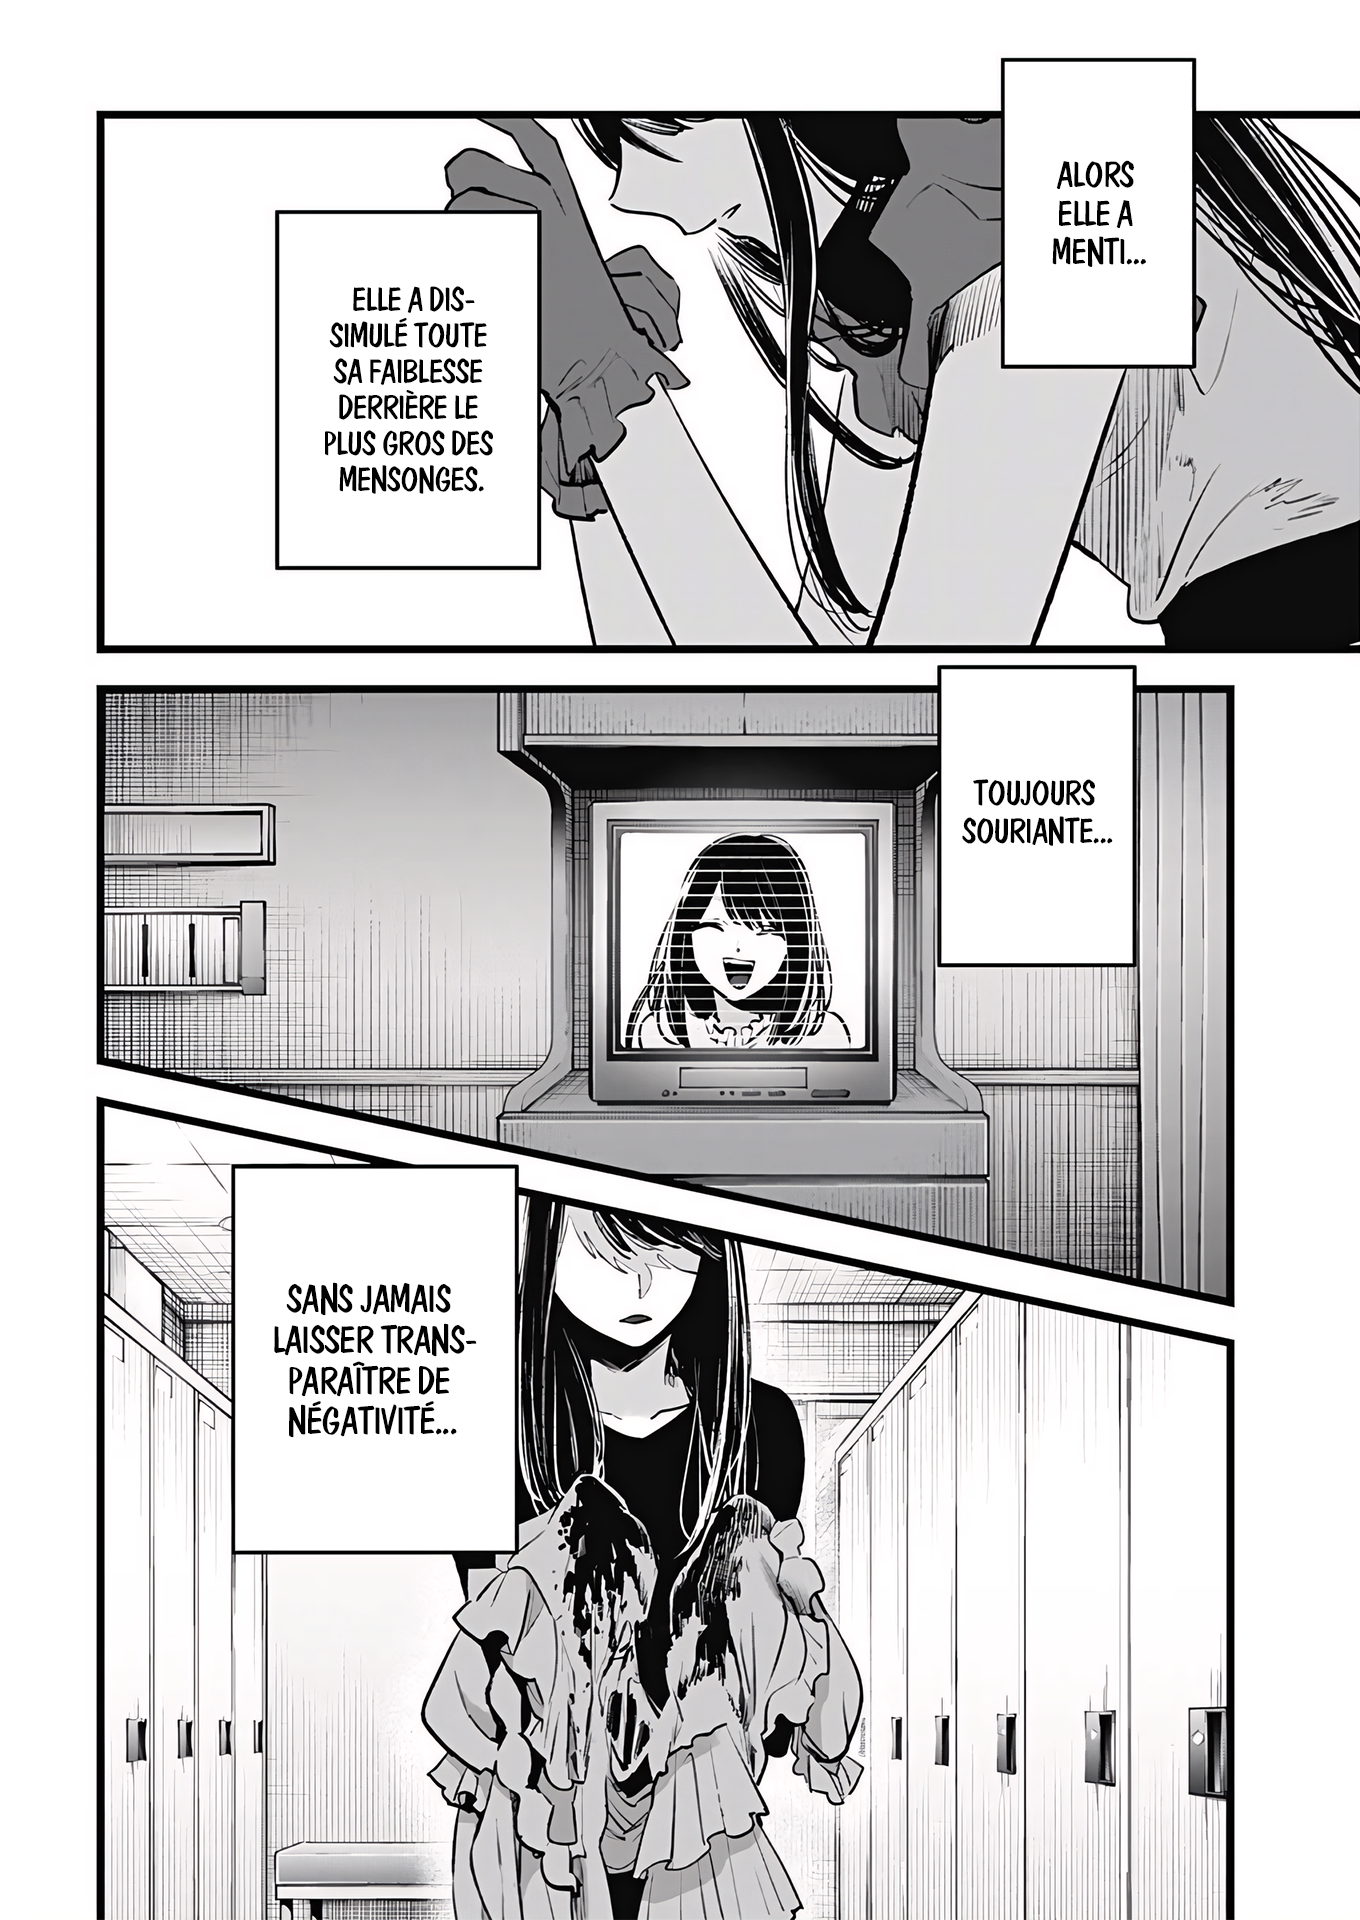 ALORS
ELLE A
MENTI...
ELLE A DIS-
SIMULÉ TOUTE
SA FAIBLESSE
DERRIÈRE LE
PLUS GROS DES
MENSONGES.
TOUJOURS
SOURIANTE...
SANS JAMAIS
LAISSER TRANS-
PARAÎTRE DE
NÉGATIVITÉ...